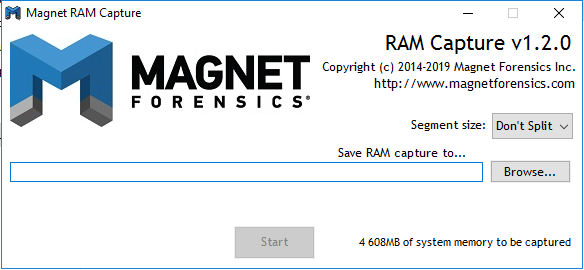 Magnet RAM Capture
RAM Capture v1.2.0
Copyright (c) 2014-2019 Magnet Forensics Inc.
http://www.magnetforensics.com
MAGNET
FORENSICS®
Segment size: Don't Split
Save RAM capture to...
Browse...
Start
4 608MB of system memory to be captured